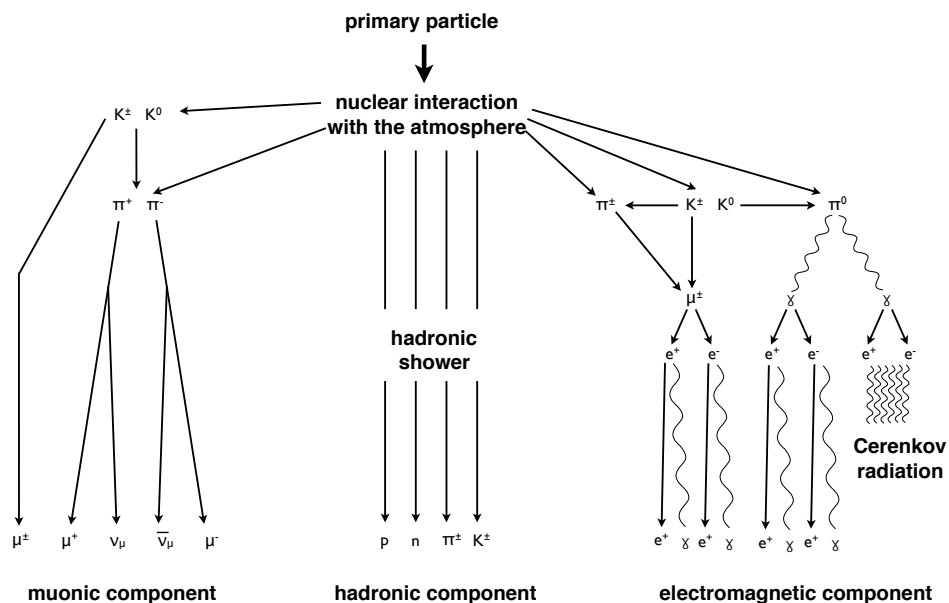 primary particle
nuclear interaction
with the atmosphere
K± K⁰
π⁺ π⁻
π± K± K⁰ π⁰
μ± γ γ
hadronic
shower
e⁺ e⁻ e⁺ e⁻ e⁺ e⁻
Cerenkov
radiation
μ± μ⁺ νμ ν̅μ μ⁻
p n π± K±
e⁺ γ e⁺ γ e⁺ γ e⁺ γ
muonic component
hadronic component
electromagnetic component